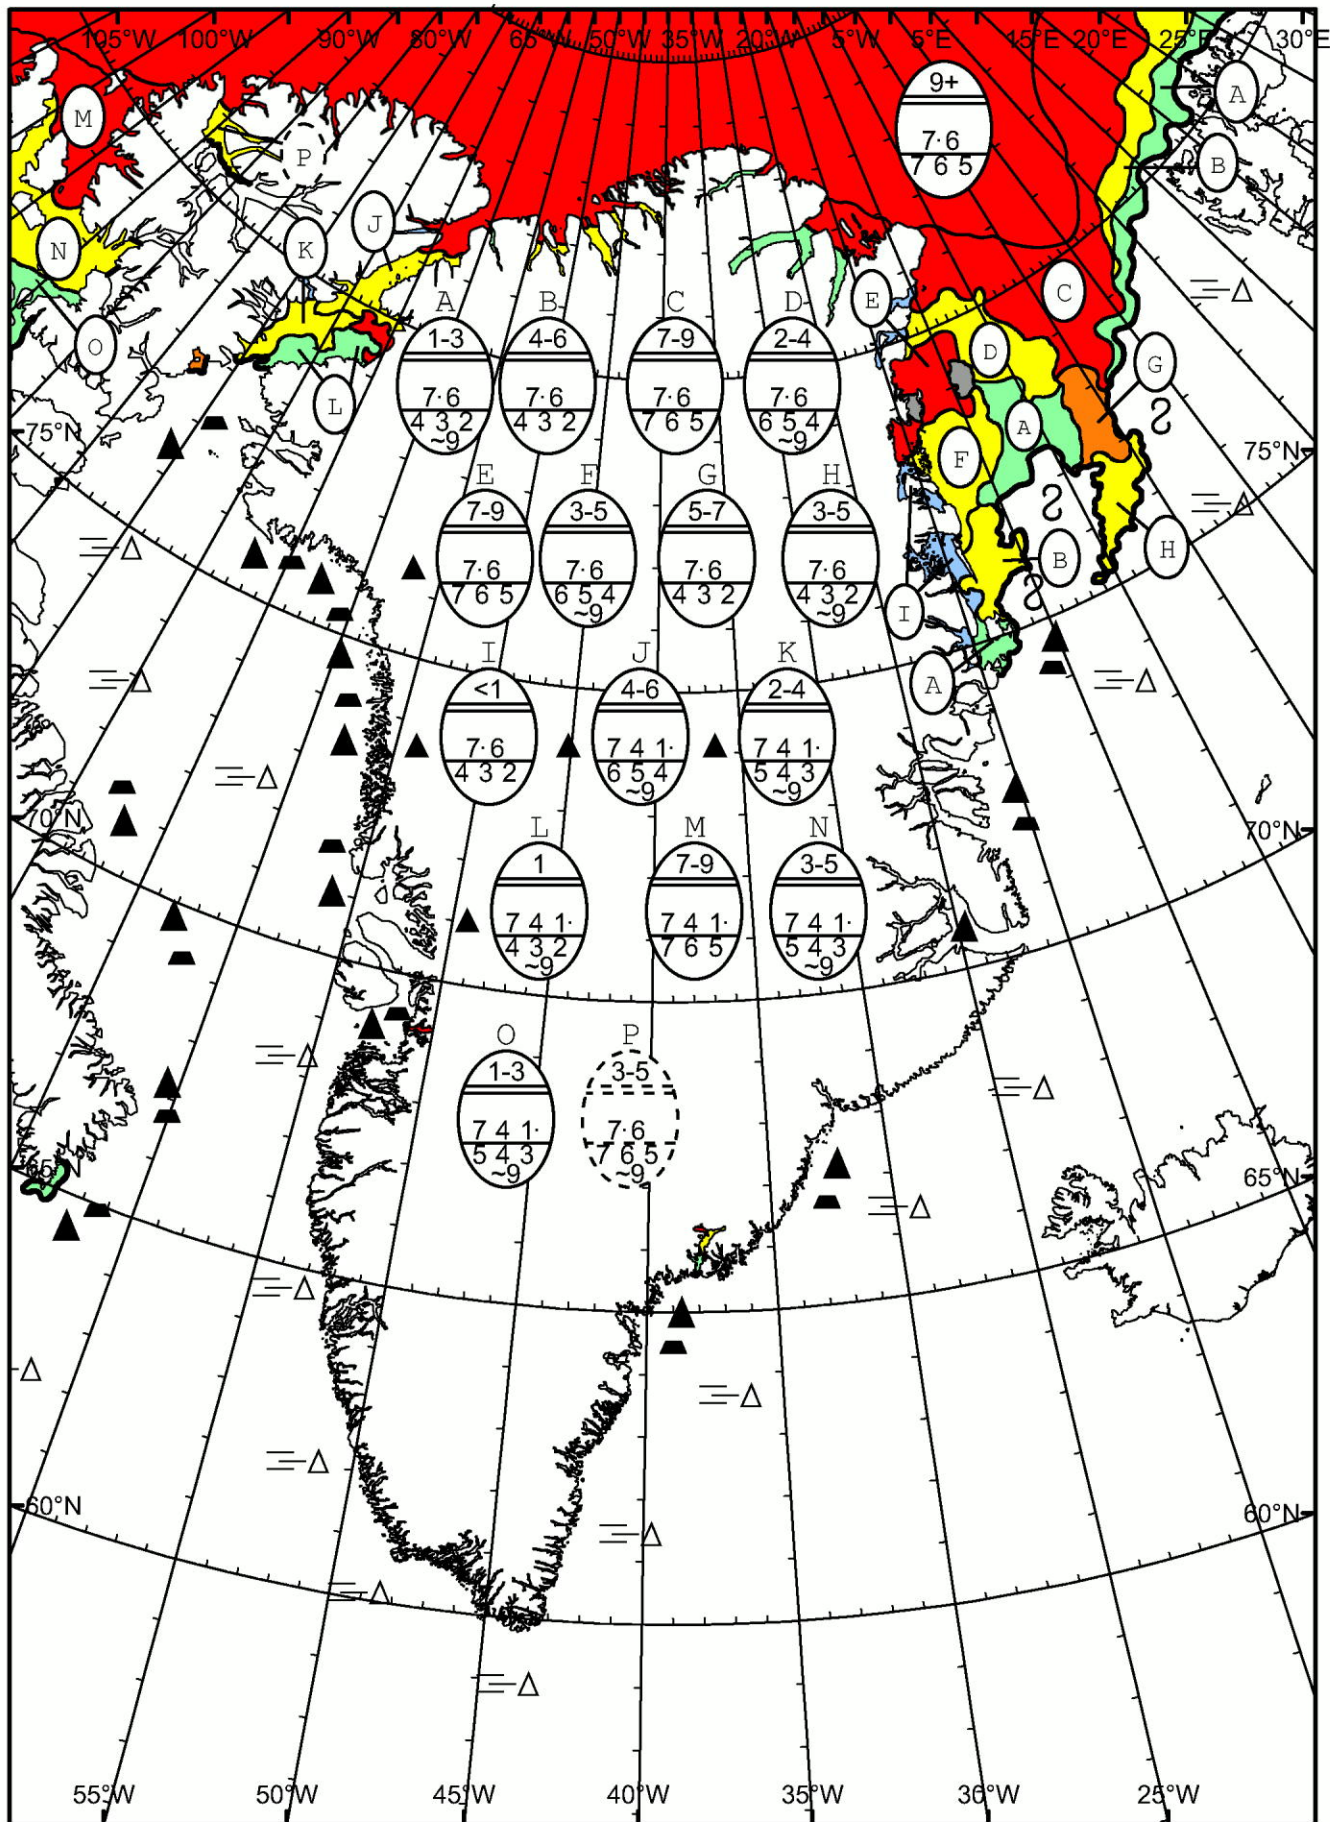 105°W 100°W 90°W 80°W 65°W 50°W 35°W 20°W 5°W 5°E 15°E 20°E 25°E 30°E
9+
7·6
7 6 5
A
M
P
B
J
N
K
E
C
O
D
G
L
A
F
H
B
I
A
A B C D
1-3 4-6 7-9 2-4
7·6 7·6 7·6 7·6
4 3 2 4 3 2 7 6 5 6 5 4
~9 ~9
75°N 75°N
E F G H
7-9 3-5 5-7 3-5
7·6 7·6 7·6 7·6
7 6 5 6 5 4 4 3 2 4 3 2
~9 ~9
I J K
<1 4-6 2-4
7·6 7 4 1· 7 4 1·
4 3 2 6 5 4 5 4 3
~9 ~9
70°N 70°N
L M N
1 7-9 3-5
7 4 1· 7 4 1· 7 4 1·
4 3 2 7 6 5 5 4 3
~9 ~9
O P
1-3 3-5
7 4 1· 7·6
5 4 3 7 6 5
~9 ~9
65°N 65°N
60°N 60°N
55°W 50°W 45°W 40°W 35°W 30°W 25°W